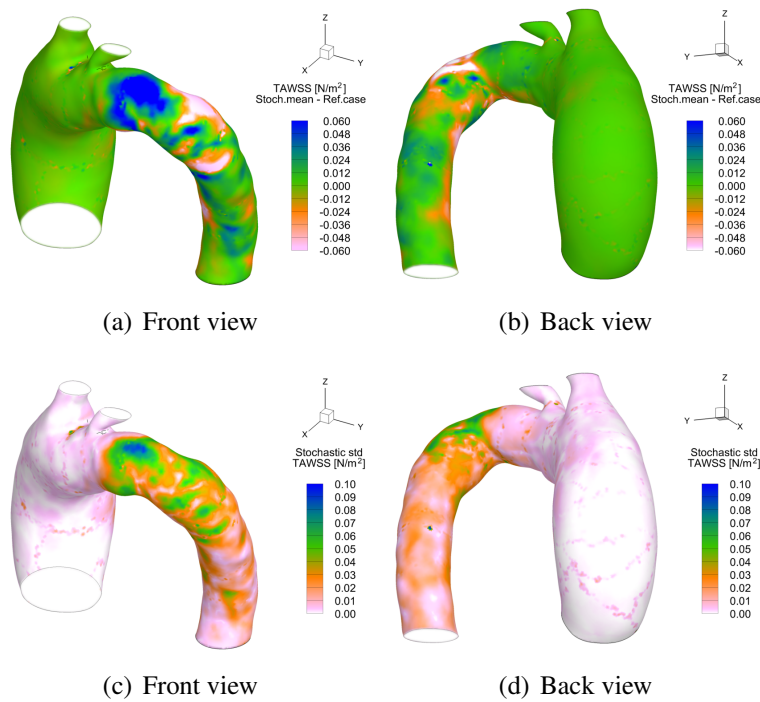 Z
X
Y
TAWSS [N/m²]
Stoch.mean - Ref.case
0.060
0.048
0.036
0.024
0.012
0.000
-0.012
-0.024
-0.036
-0.048
-0.060
(a) Front view
Z
Y
X
TAWSS [N/m²]
Stoch.mean - Ref.case
0.060
0.048
0.036
0.024
0.012
0.000
-0.012
-0.024
-0.036
-0.048
-0.060
(b) Back view
Z
X
Y
Stochastic std
TAWSS [N/m²]
0.10
0.09
0.08
0.07
0.06
0.05
0.04
0.03
0.02
0.01
0.00
(c) Front view
Z
Y
X
Stochastic std
TAWSS [N/m²]
0.10
0.09
0.08
0.07
0.06
0.05
0.04
0.03
0.02
0.01
0.00
(d) Back view